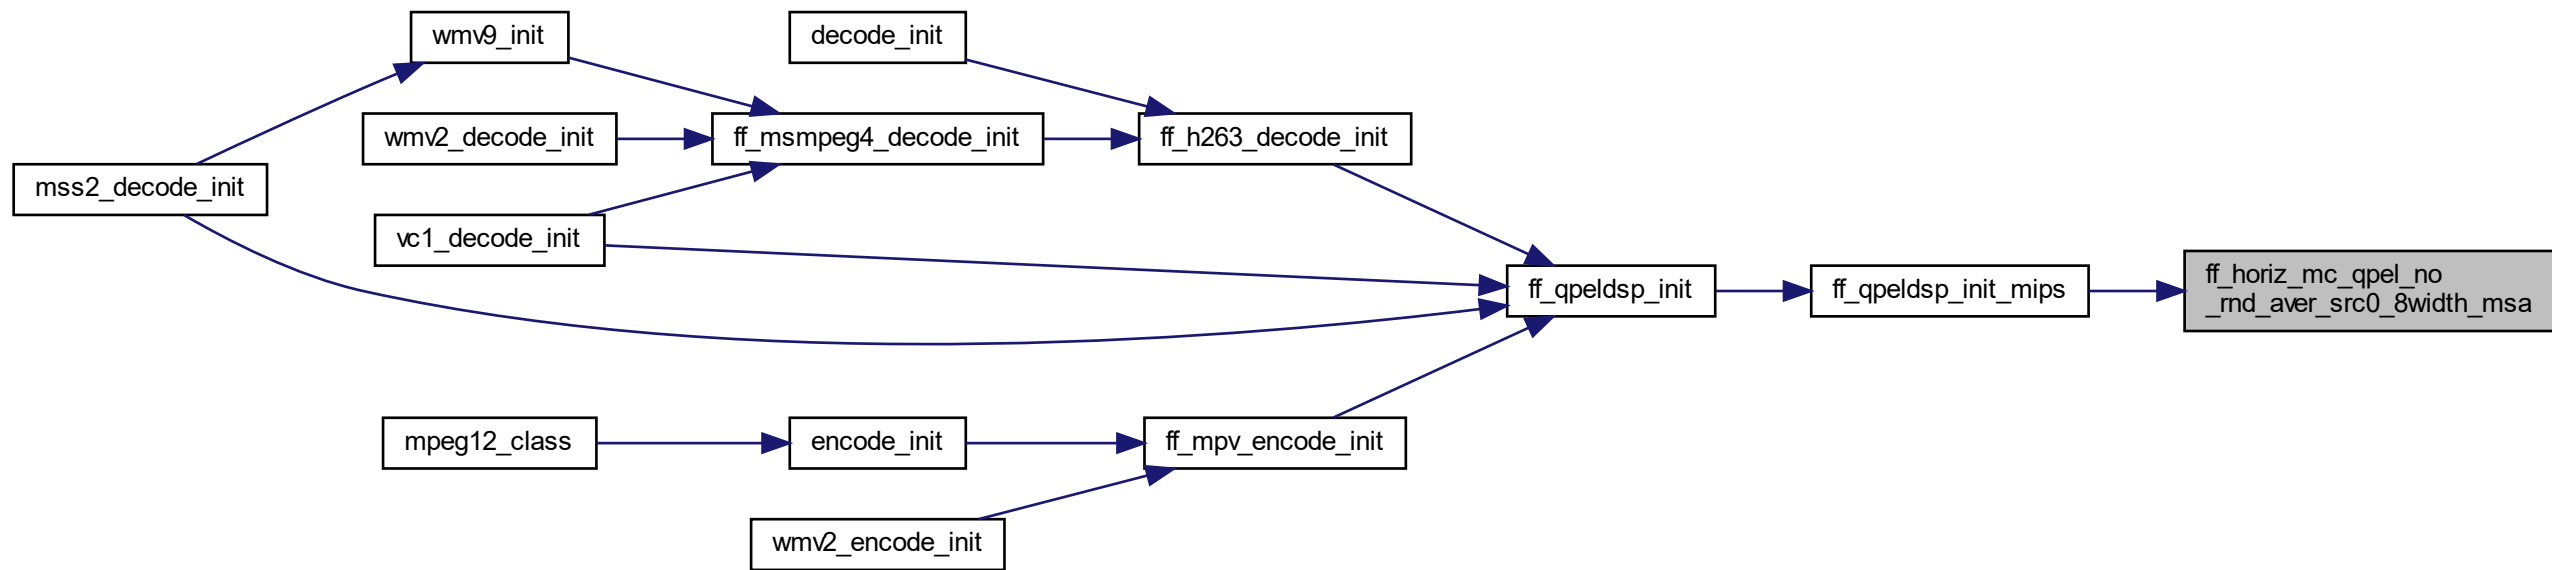 wmv9_init
decode_init
wmv2_decode_init
ff_msmpeg4_decode_init
ff_h263_decode_init
mss2_decode_init
vc1_decode_init
ff_qpeldsp_init
ff_qpeldsp_init_mips
ff_horiz_mc_qpel_no
_rnd_aver_src0_8width_msa
mpeg12_class
encode_init
ff_mpv_encode_init
wmv2_encode_init